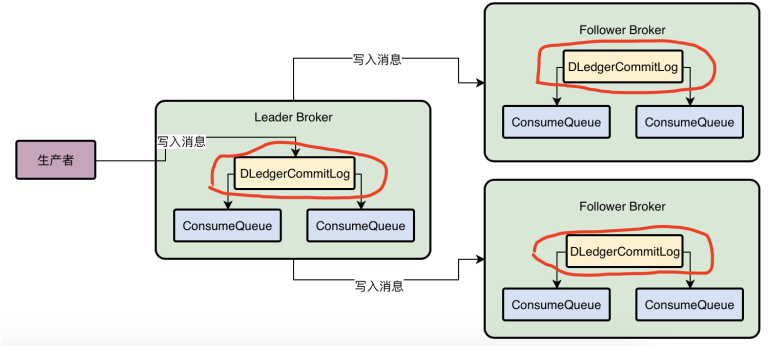 生产者
写入消息
Leader Broker
DLedgerCommitLog
ConsumeQueue
ConsumeQueue
写入消息
Follower Broker
DLedgerCommitLog
ConsumeQueue
ConsumeQueue
写入消息
Follower Broker
DLedgerCommitLog
ConsumeQueue
ConsumeQueue